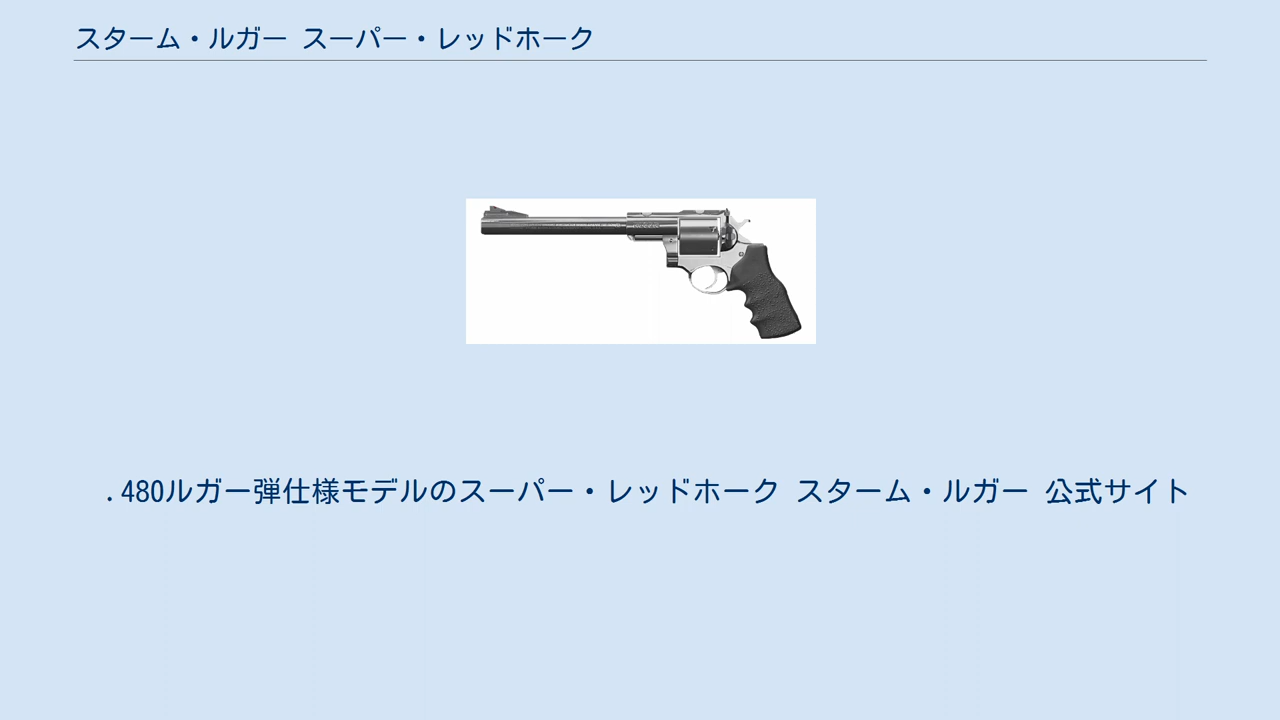 スターム・ルガー スーパー・レッドホーク
.480ルガー弾仕様モデルのスーパー・レッドホーク スターム・ルガー 公式サイト